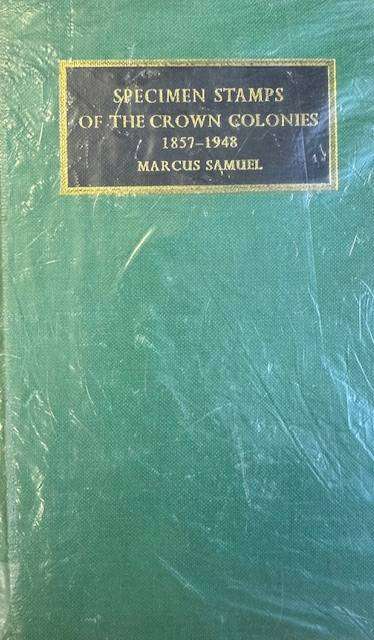 SPECIMEN STAMPS
OF THE CROWN COLONIES
1857–1948
MARCUS SAMUEL